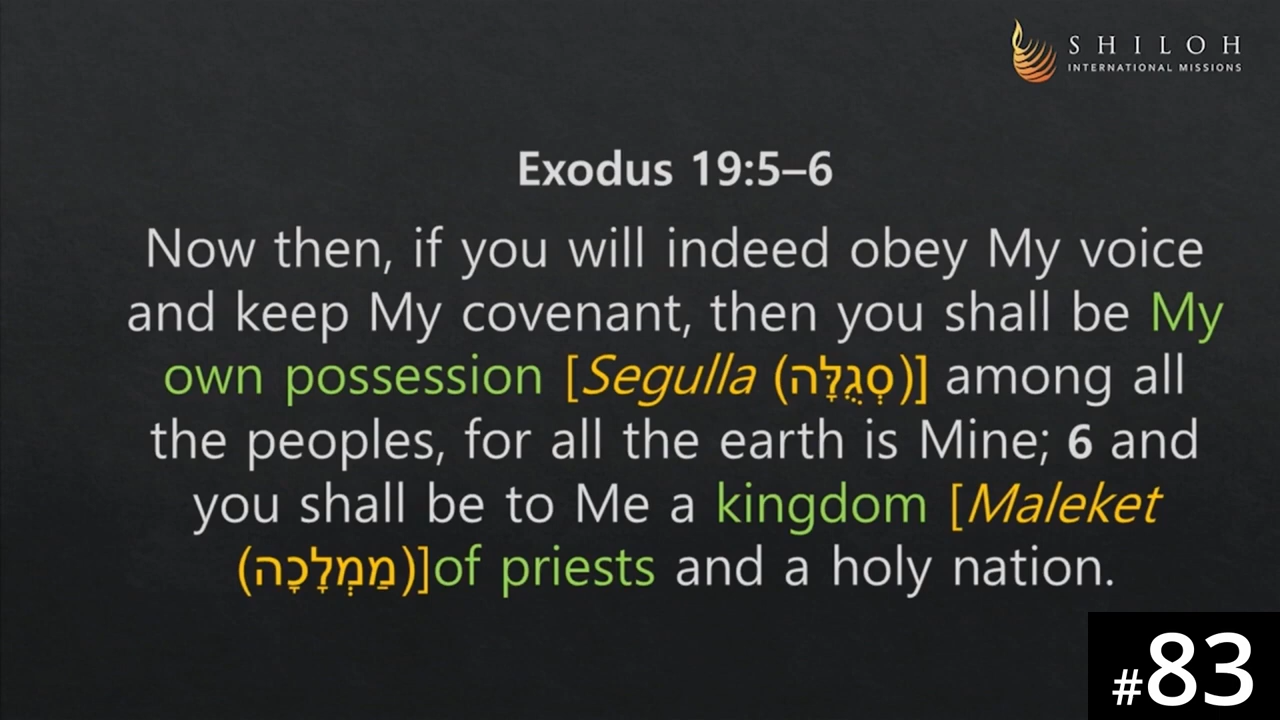 SHILOH
INTERNATIONAL MISSIONS
Exodus 19:5–6
Now then, if you will indeed obey My voice
and keep My covenant, then you shall be My
own possession [Segulla (סְגֻלָּה)] among all
the peoples, for all the earth is Mine; 6 and
you shall be to Me a kingdom [Maleket
(מַמְלָכָה)]of priests and a holy nation.
#83